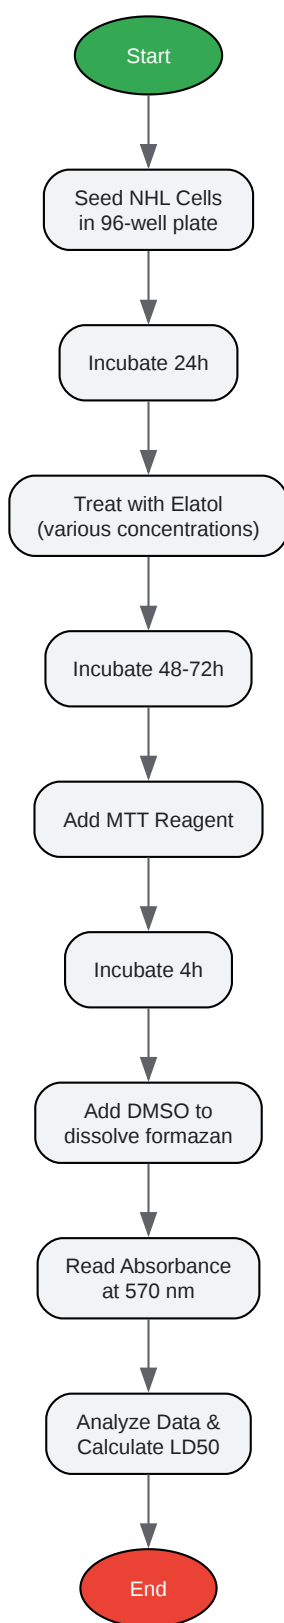 Start
Seed NHL Cells
in 96-well plate
Incubate 24h
Treat with Elatol
(various concentrations)
Incubate 48-72h
Add MTT Reagent
Incubate 4h
Add DMSO to
dissolve formazan
Read Absorbance
at 570 nm
Analyze Data &
Calculate LD50
End